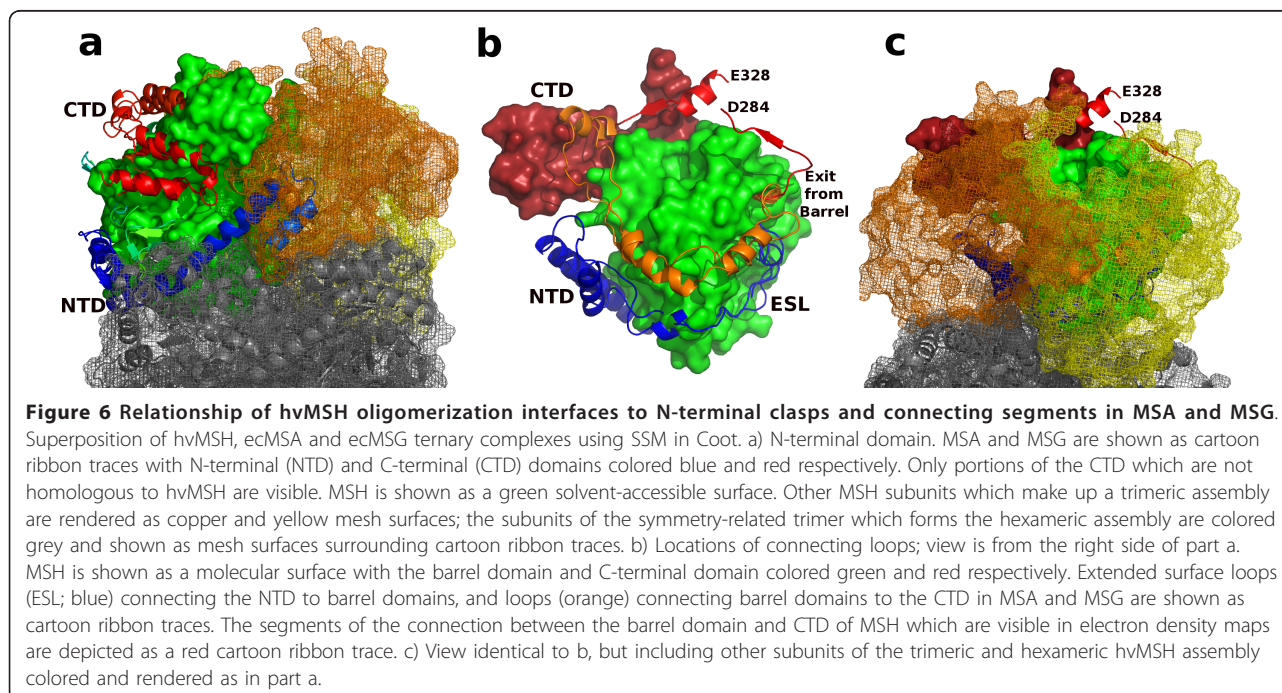 a
b
c
CTD
NTD
CTD
E328
D284
Exit
from
Barrel
NTD
ESL
E328
D284
Figure 6 Relationship of hvMSH oligomerization interfaces to N-terminal clasps and connecting segments in MSA and MSG.
Superposition of hvMSH, ecMSA and ecMSG ternary complexes using SSM in Coot. a) N-terminal domain. MSA and MSG are shown as cartoon
ribbon traces with N-terminal (NTD) and C-terminal (CTD) domains colored blue and red respectively. Only portions of the CTD which are not
homologous to hvMSH are visible. MSH is shown as a green solvent-accessible surface. Other MSH subunits which make up a trimeric assembly
are rendered as copper and yellow mesh surfaces; the subunits of the symmetry-related trimer which forms the hexameric assembly are colored
grey and shown as mesh surfaces surrounding cartoon ribbon traces. b) Locations of connecting loops; view is from the right side of part a.
MSH is shown as a molecular surface with the barrel domain and C-terminal domain colored green and red respectively. Extended surface loops
(ESL; blue) connecting the NTD to barrel domains, and loops (orange) connecting barrel domains to the CTD in MSA and MSG are shown as
cartoon ribbon traces. The segments of the connection between the barrel domain and CTD of MSH which are visible in electron density maps
are depicted as a red cartoon ribbon trace. c) View identical to b, but including other subunits of the trimeric and hexameric hvMSH assembly
colored and rendered as in part a.